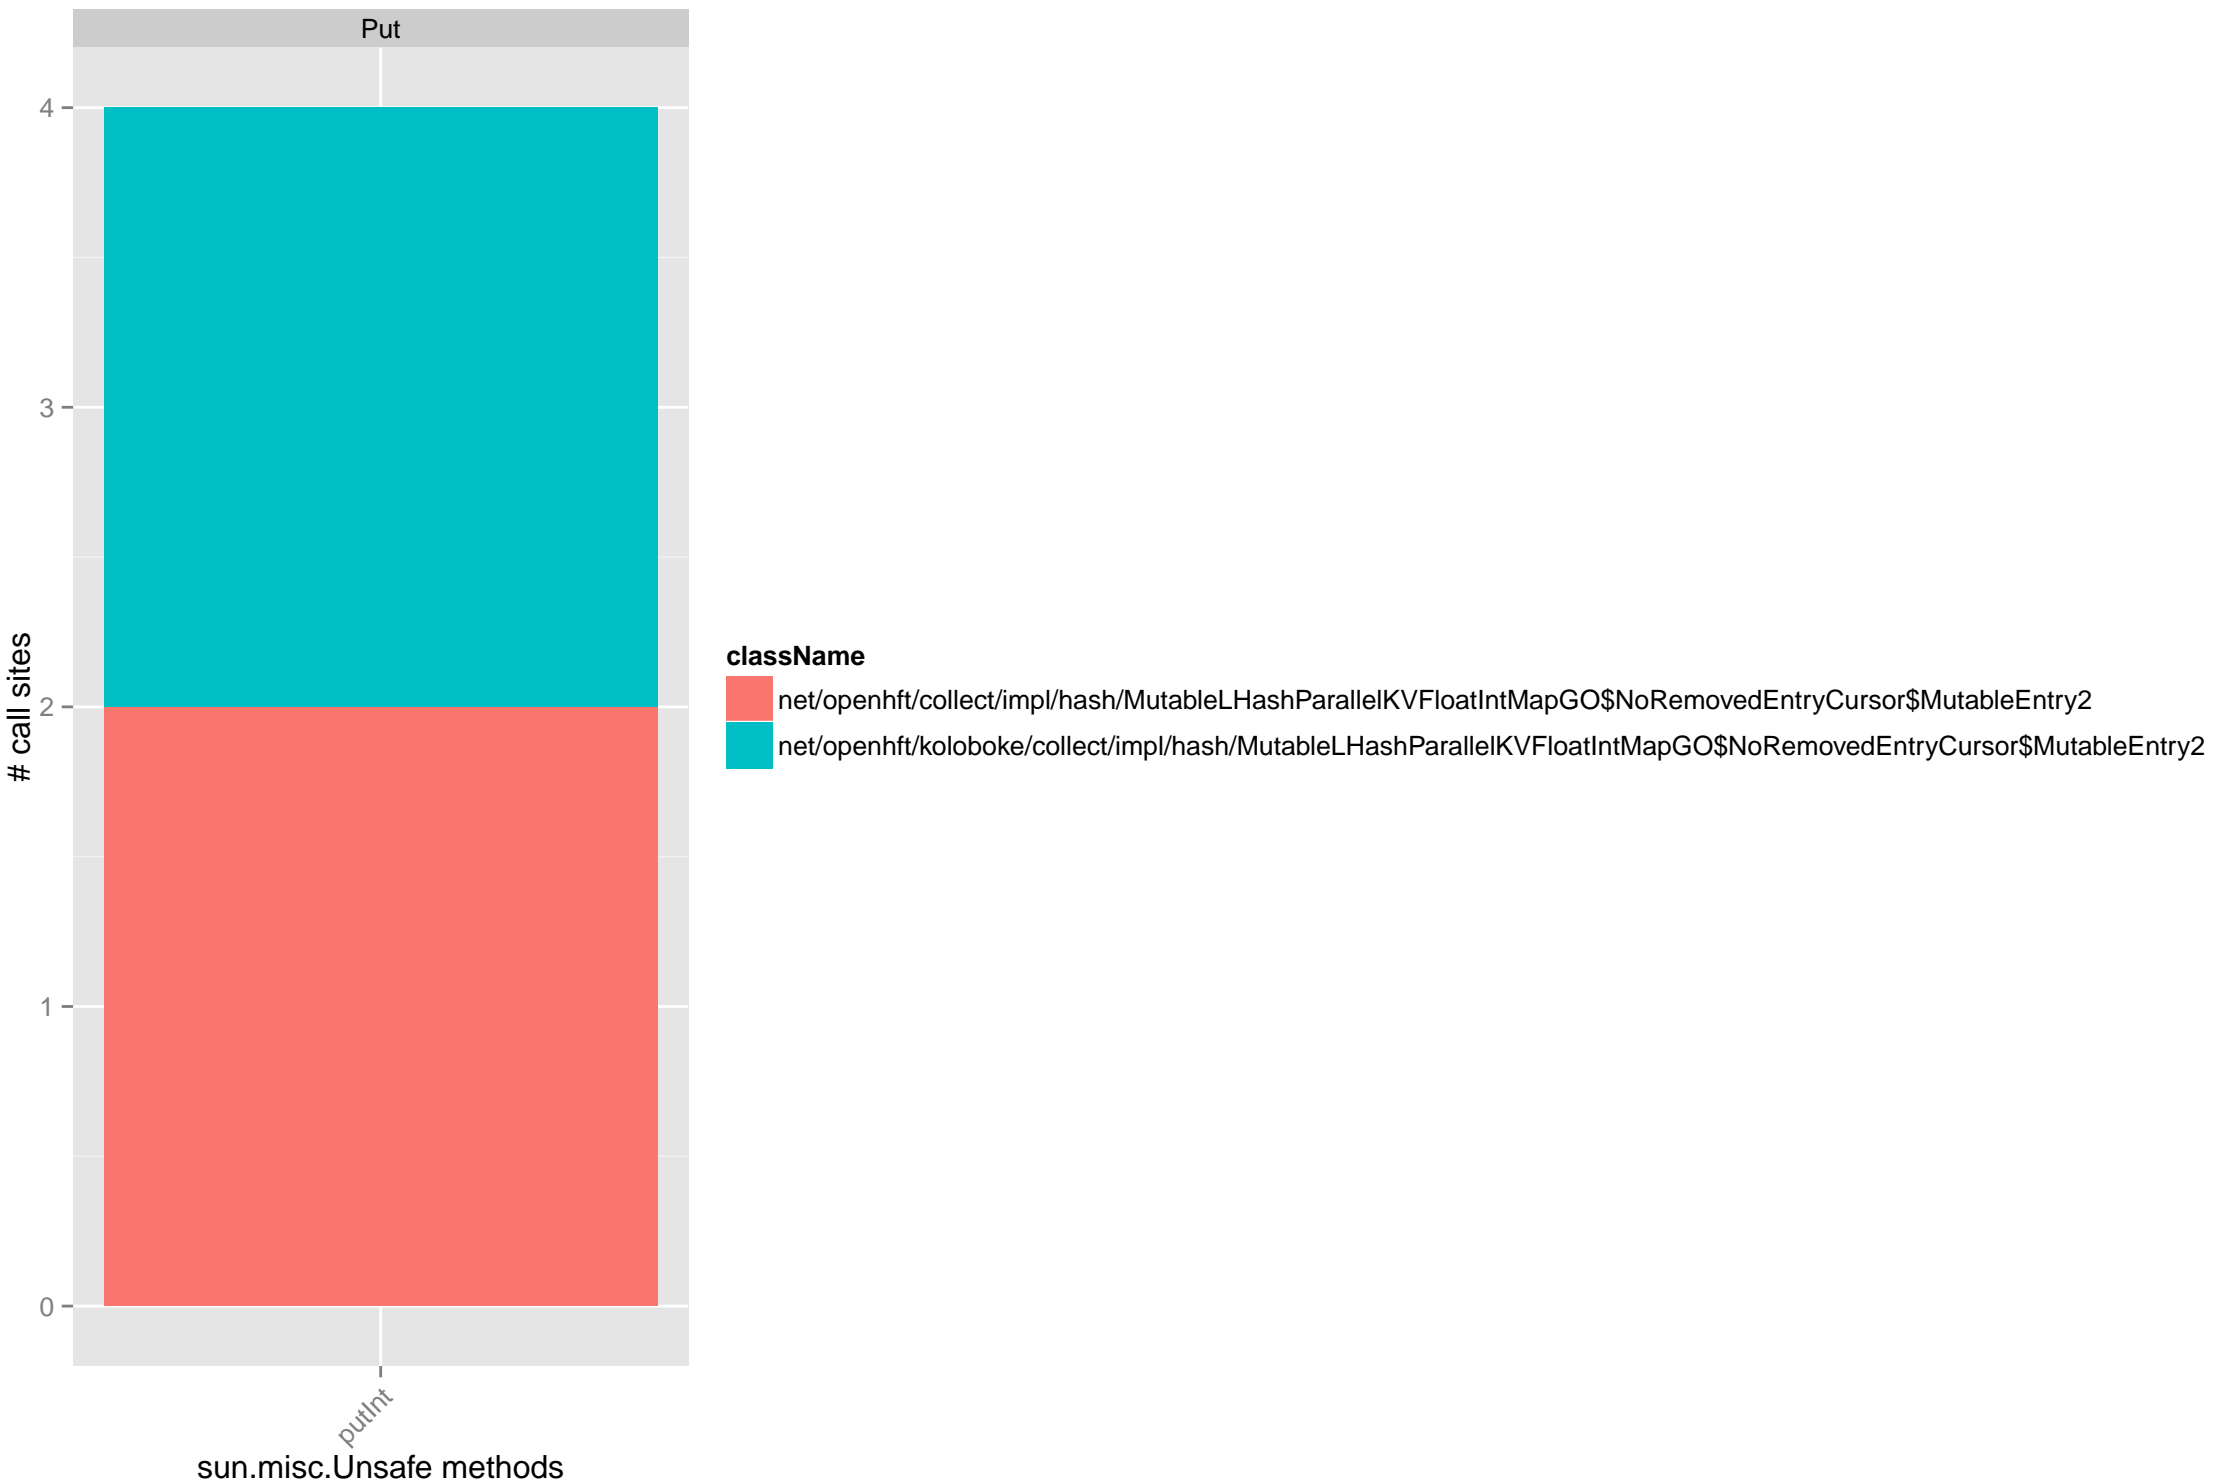 Put
4
3
2
1
0
# call sites
putInt
sun.misc.Unsafe methods
className
net/openhft/collect/impl/hash/MutableLHashParallelKVFloatIntMapGO$NoRemovedEntryCursor$MutableEntry2
net/openhft/koloboke/collect/impl/hash/MutableLHashParallelKVFloatIntMapGO$NoRemovedEntryCursor$MutableEntry2